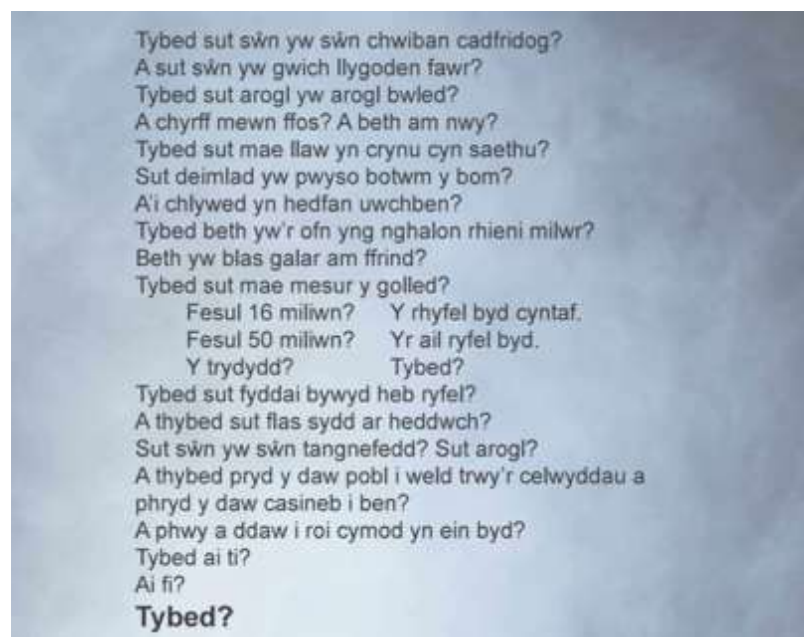 Tybed sut sŵn yw sŵn chwiban cadfridog?
A sut sŵn yw gwich llygoden fawr?
Tybed sut arogl yw arogl bwled?
A chyrff mewn ffos? A beth am nwy?
Tybed sut mae llaw yn crynu cyn saethu?
Sut deimlad yw pwyso botwm y bom?
A'i chlywed yn hedfan uwchben?
Tybed beth yw'r ofn yng nghalon rhieni milwr?
Beth yw blas galar am ffrind?
Tybed sut mae mesur y golled?
Fesul 16 miliwn? Y rhyfel byd cyntaf.
Fesul 50 miliwn? Yr ail ryfel byd.
Y trydydd? Tybed?
Tybed sut fyddai bywyd heb ryfel?
A thybed sut flas sydd ar heddwch?
Sut sŵn yw sŵn tangnefedd? Sut arogl?
A thybed pryd y daw pobl i weld trwy'r celwyddau a
phryd y daw casineb i ben?
A phwy a ddaw i roi cymod yn ein byd?
Tybed ai ti?
Ai fi?
Tybed?